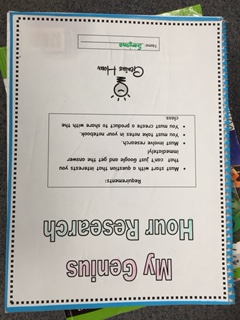 My Genius
Hour Research
Requirements:
• Must start with a question that interests you
that can't just Google and get the answer
immediately
• Must involve research.
• You must take notes in your notebook.
• You must create a product to share to the with the
class
Genius Hour
Name: